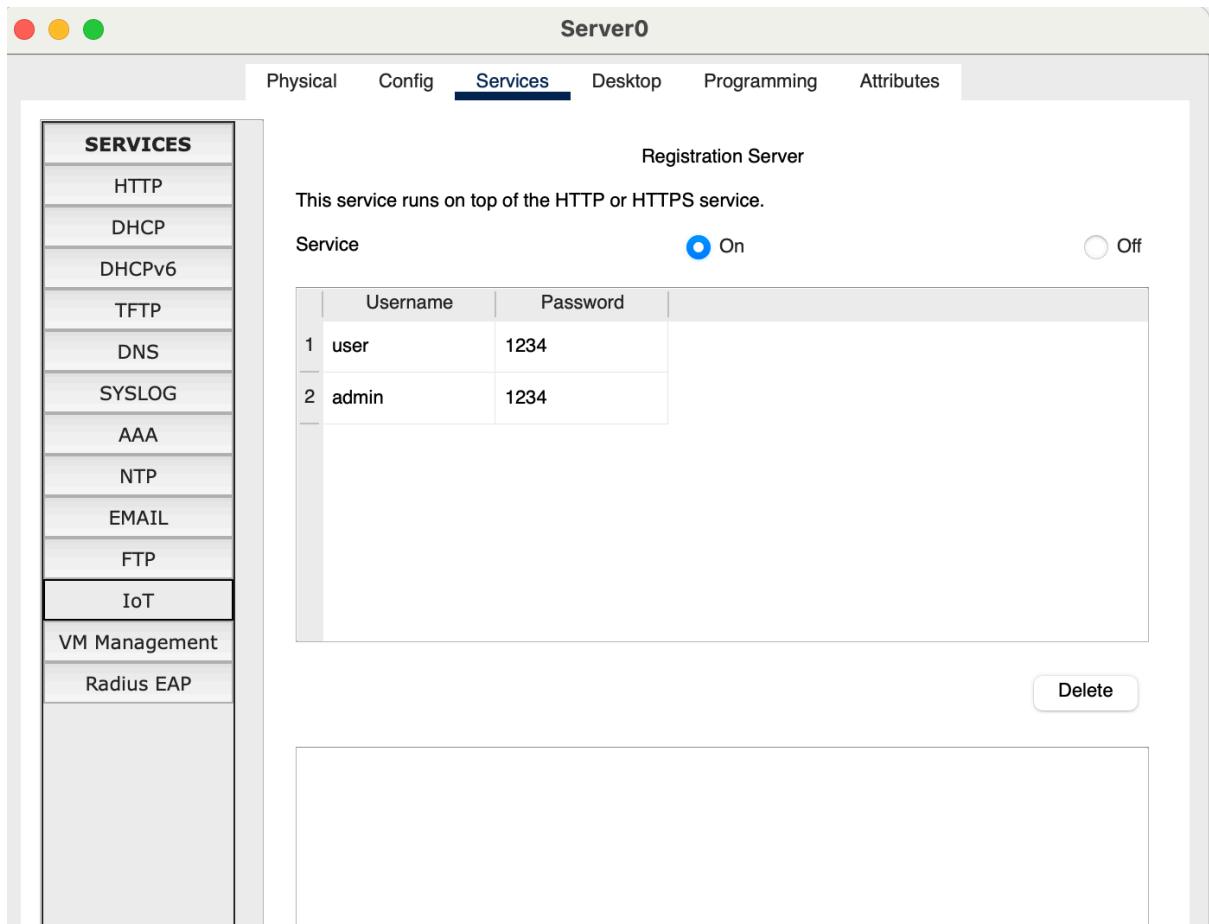 Server0
Physical Config Services Desktop Programming Attributes
SERVICES
HTTP
DHCP
DHCPv6
TFTP
DNS
SYSLOG
AAA
NTP
EMAIL
FTP
IoT
VM Management
Radius EAP
Registration Server
This service runs on top of the HTTP or HTTPS service.
Service On Off
Username Password
1 user 1234
2 admin 1234
Delete